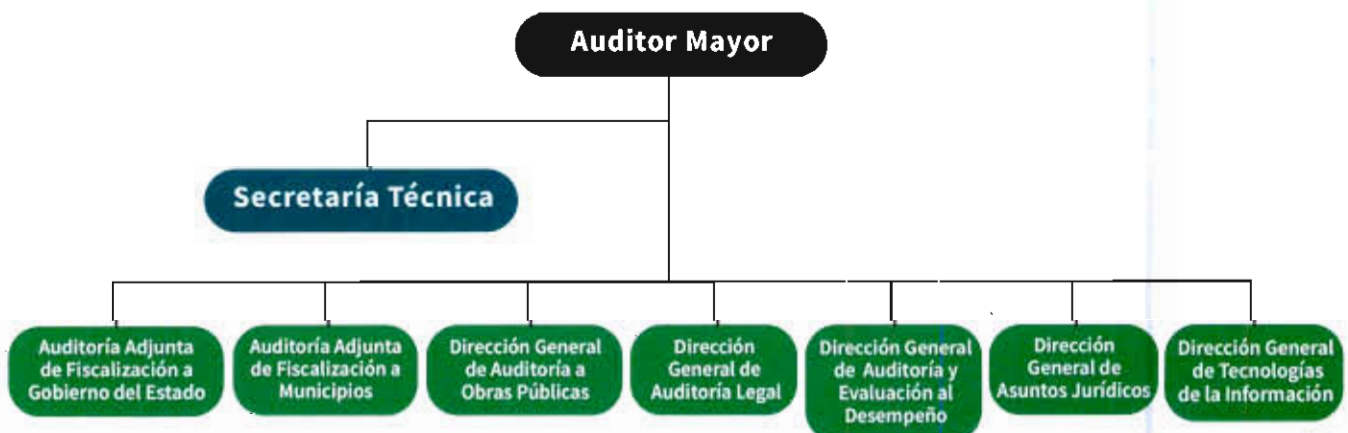 Auditor Mayor
Secretaría Técnica
Auditoría Adjunta
de Fiscalización a
Gobierno del Estado
Auditoría Adjunta
de Fiscalización a
Municipios
Dirección General
de Auditoría a
Obras Públicas
Dirección
General de
Auditoría Legal
Dirección General
de Auditoría y
Evaluación al
Desempeño
Dirección
General de
Asuntos Jurídicos
Dirección General
de Tecnologías
de la Información